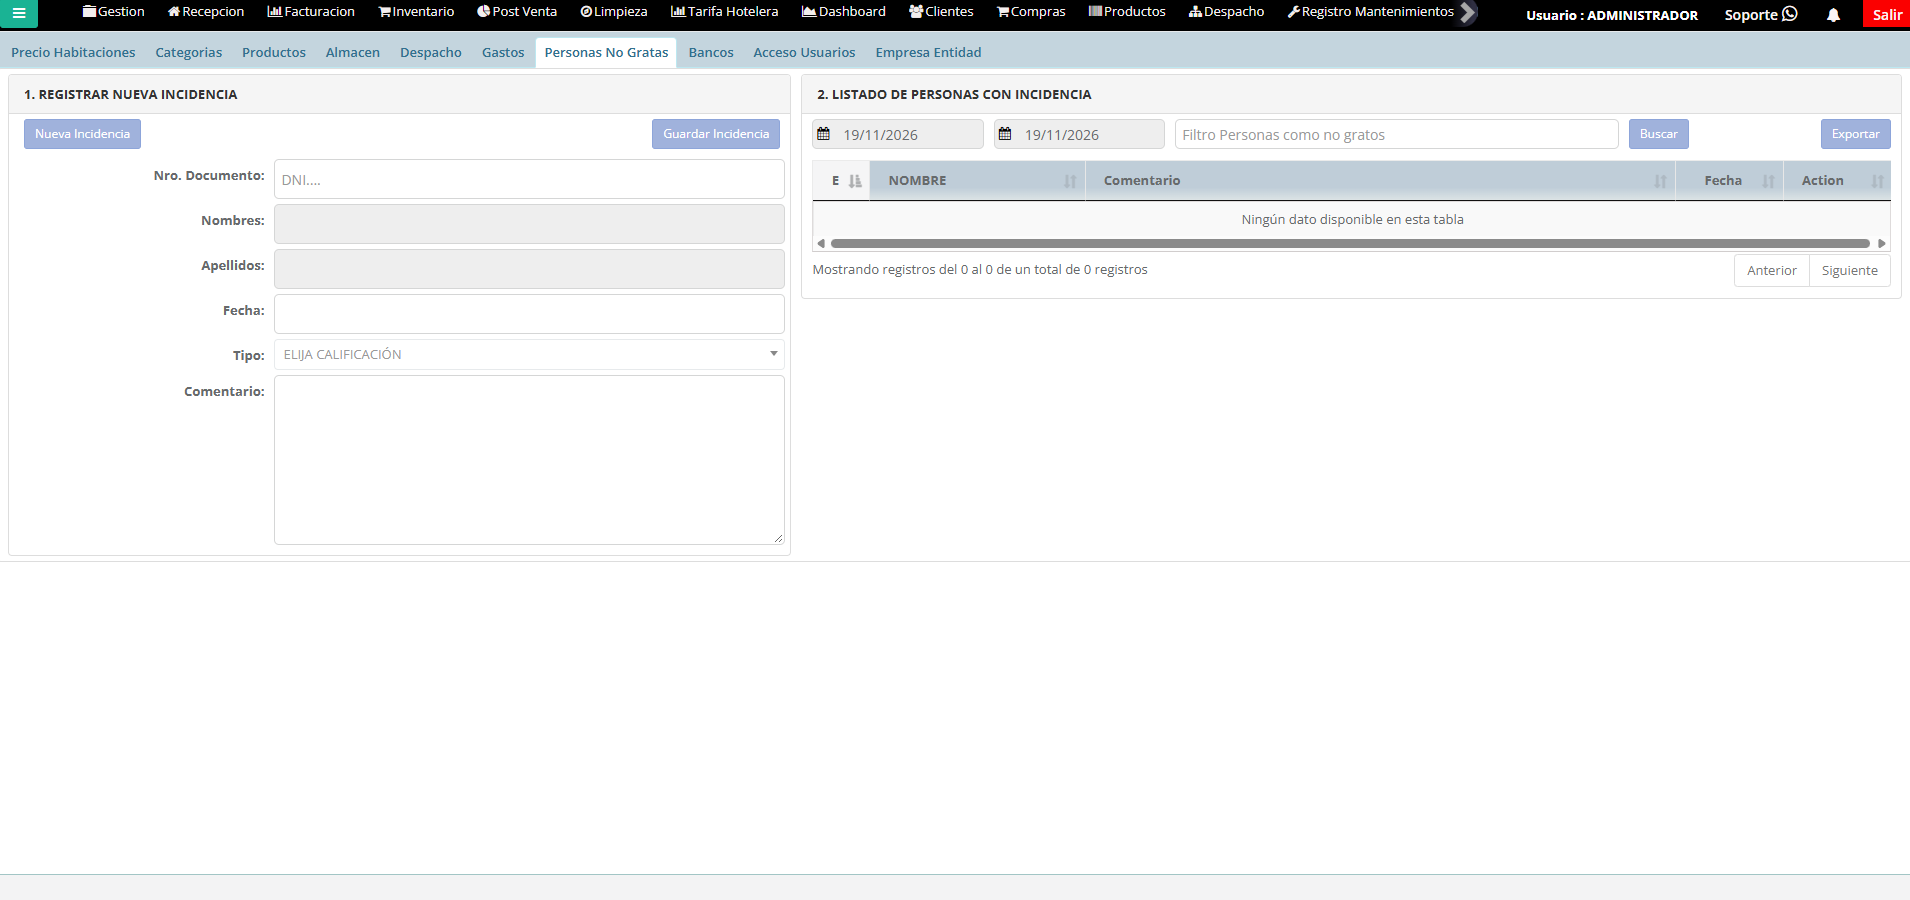 Gestion Recepcion Facturacion Inventario Post Venta Limpieza Tarifa Hotelera Dashboard Clientes Compras Productos Despacho Registro Mantenimientos Usuario : ADMINISTRADOR Soporte Salir
Precio Habitaciones Categorias Productos Almacen Despacho Gastos Personas No Gratas Bancos Acceso Usuarios Empresa Entidad
1. REGISTRAR NUEVA INCIDENCIA
Nueva Incidencia Guardar Incidencia
Nro. Documento: DNI....
Nombres:
Apellidos:
Fecha:
Tipo: ELIJA CALIFICACIÓN
Comentario:
2. LISTADO DE PERSONAS CON INCIDENCIA
19/11/2026 19/11/2026 Filtro Personas como no gratos Buscar Exportar
E NOMBRE Comentario Fecha Action
Ningún dato disponible en esta tabla
Mostrando registros del 0 al 0 de un total de 0 registros
Anterior Siguiente